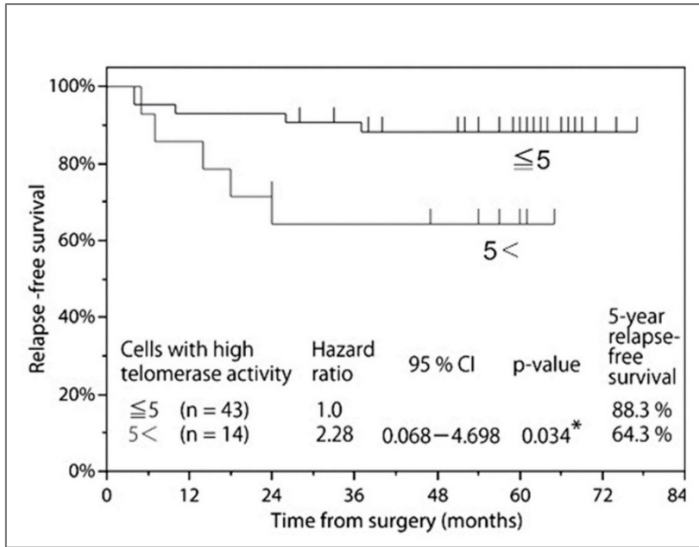 100%
80%
60%
40%
20%
0%
Relapse -free survival
≦5
5<
Cells with high telomerase activity
Hazard ratio
95 % CI
p-value
5-year relapse-free survival
≦5 (n = 43) 1.0 88.3 %
5< (n = 14) 2.28 0.068−4.698 0.034* 64.3 %
0 12 24 36 48 60 72 84
Time from surgery (months)